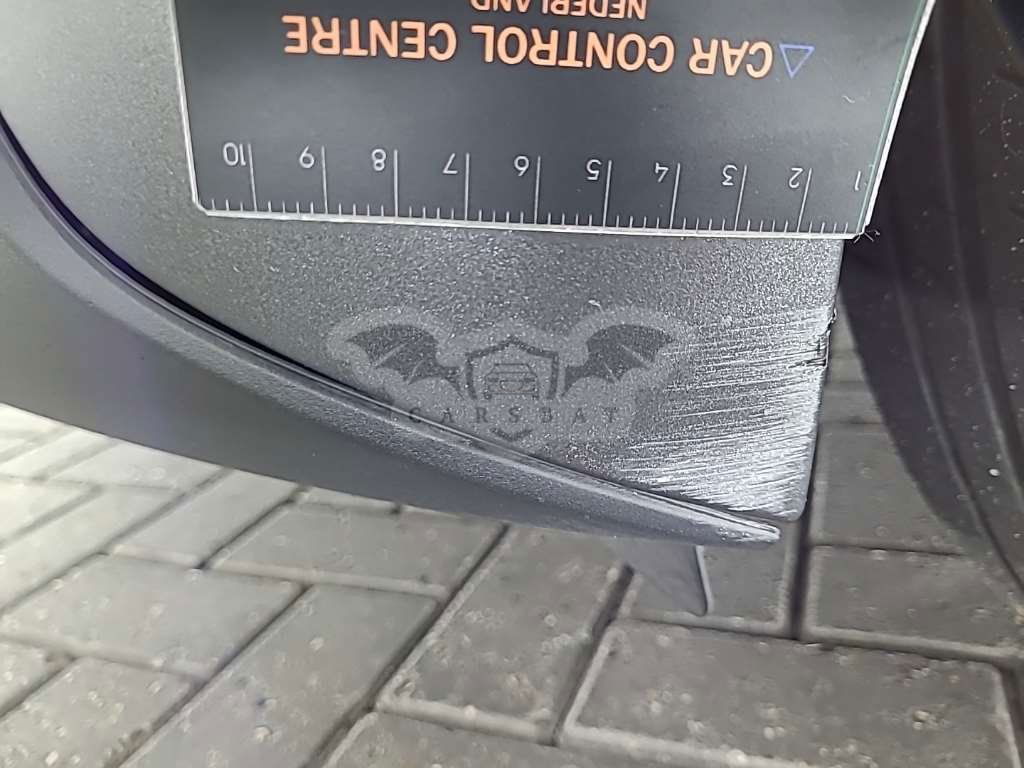 CAR CONTROL CENTRE
NEDERLAND
1 2 3 4 5 6 7 8 9 10
CARSBAT